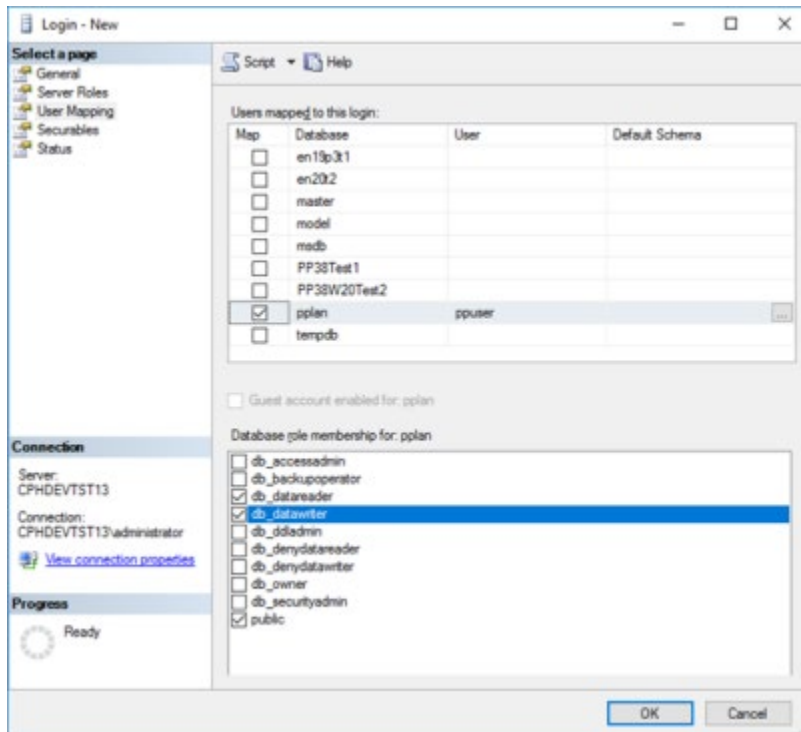 Login - New
Select a page
General
Server Roles
User Mapping
Securables
Status
Script Help
Users mapped to this login:
Map Database User Default Schema
en19p3t1
en20t2
master
model
msdb
PP38Test1
PP38W20Test2
pplan ppuser ...
tempdb
Guest account enabled for: pplan
Database role membership for: pplan
db_accessadmin
db_backupoperator
db_datareader
db_datawriter
db_ddladmin
db_denydatareader
db_denydatawriter
db_owner
db_securityadmin
public
Connection
Server:
CPHDEVTST13
Connection:
CPHDEVTST13\administrator
View connection properties
Progress
Ready
OK Cancel